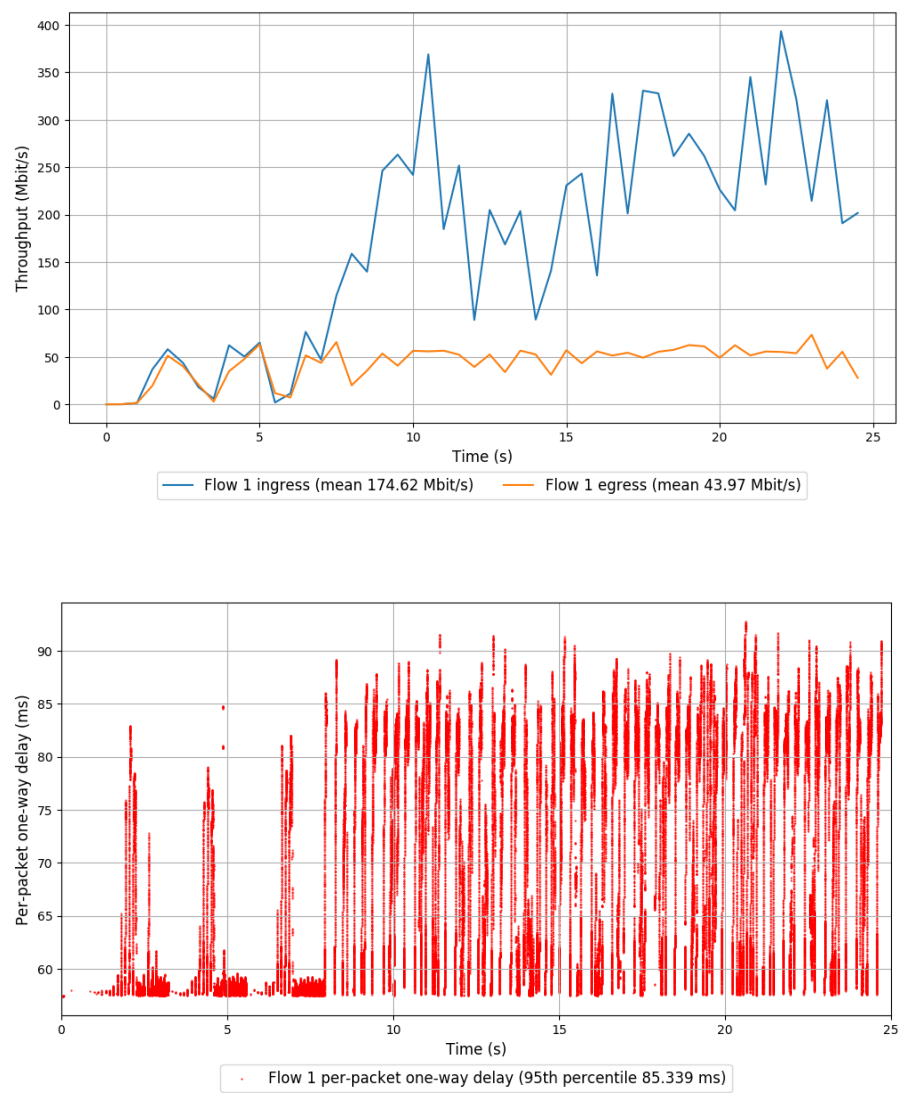 400
350
300
250
200
150
100
50
0
Throughput (Mbit/s)
0 5 10 15 20 25
Time (s)
Flow 1 ingress (mean 174.62 Mbit/s) Flow 1 egress (mean 43.97 Mbit/s)
90
85
80
75
70
65
60
Per-packet one-way delay (ms)
0 5 10 15 20 25
Time (s)
Flow 1 per-packet one-way delay (95th percentile 85.339 ms)